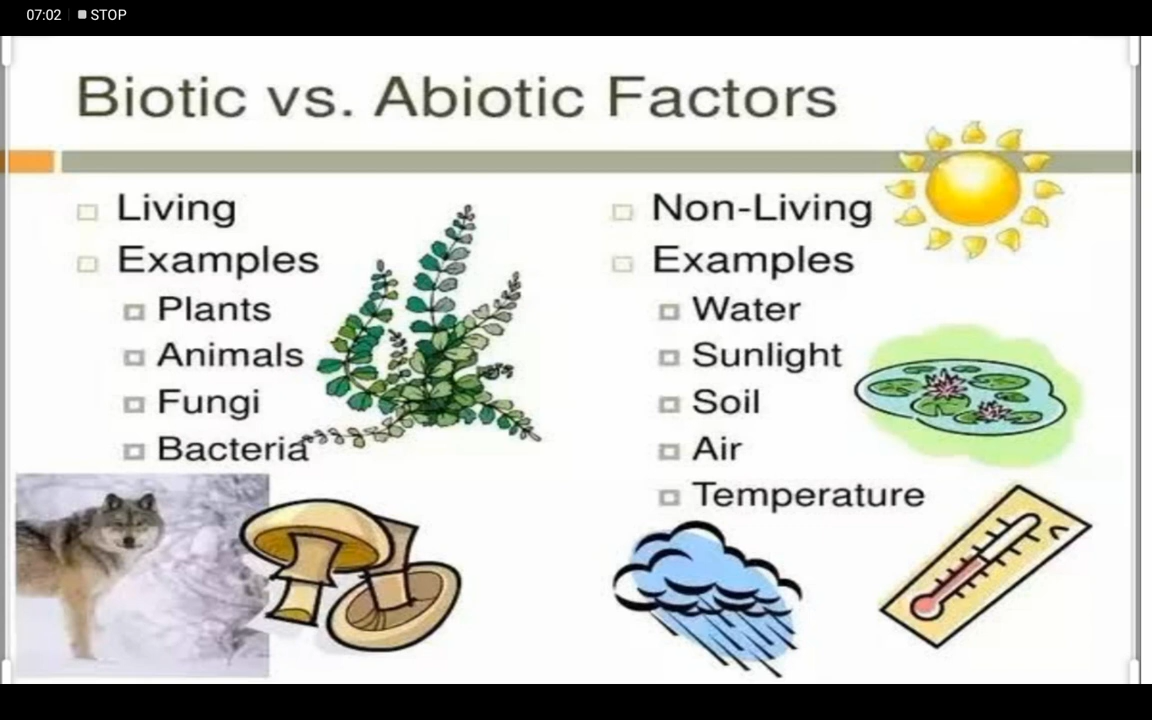 07:02 STOP
Biotic vs. Abiotic Factors
Living
Examples
Plants
Animals
Fungi
Bacteria
Non-Living
Examples
Water
Sunlight
Soil
Air
Temperature